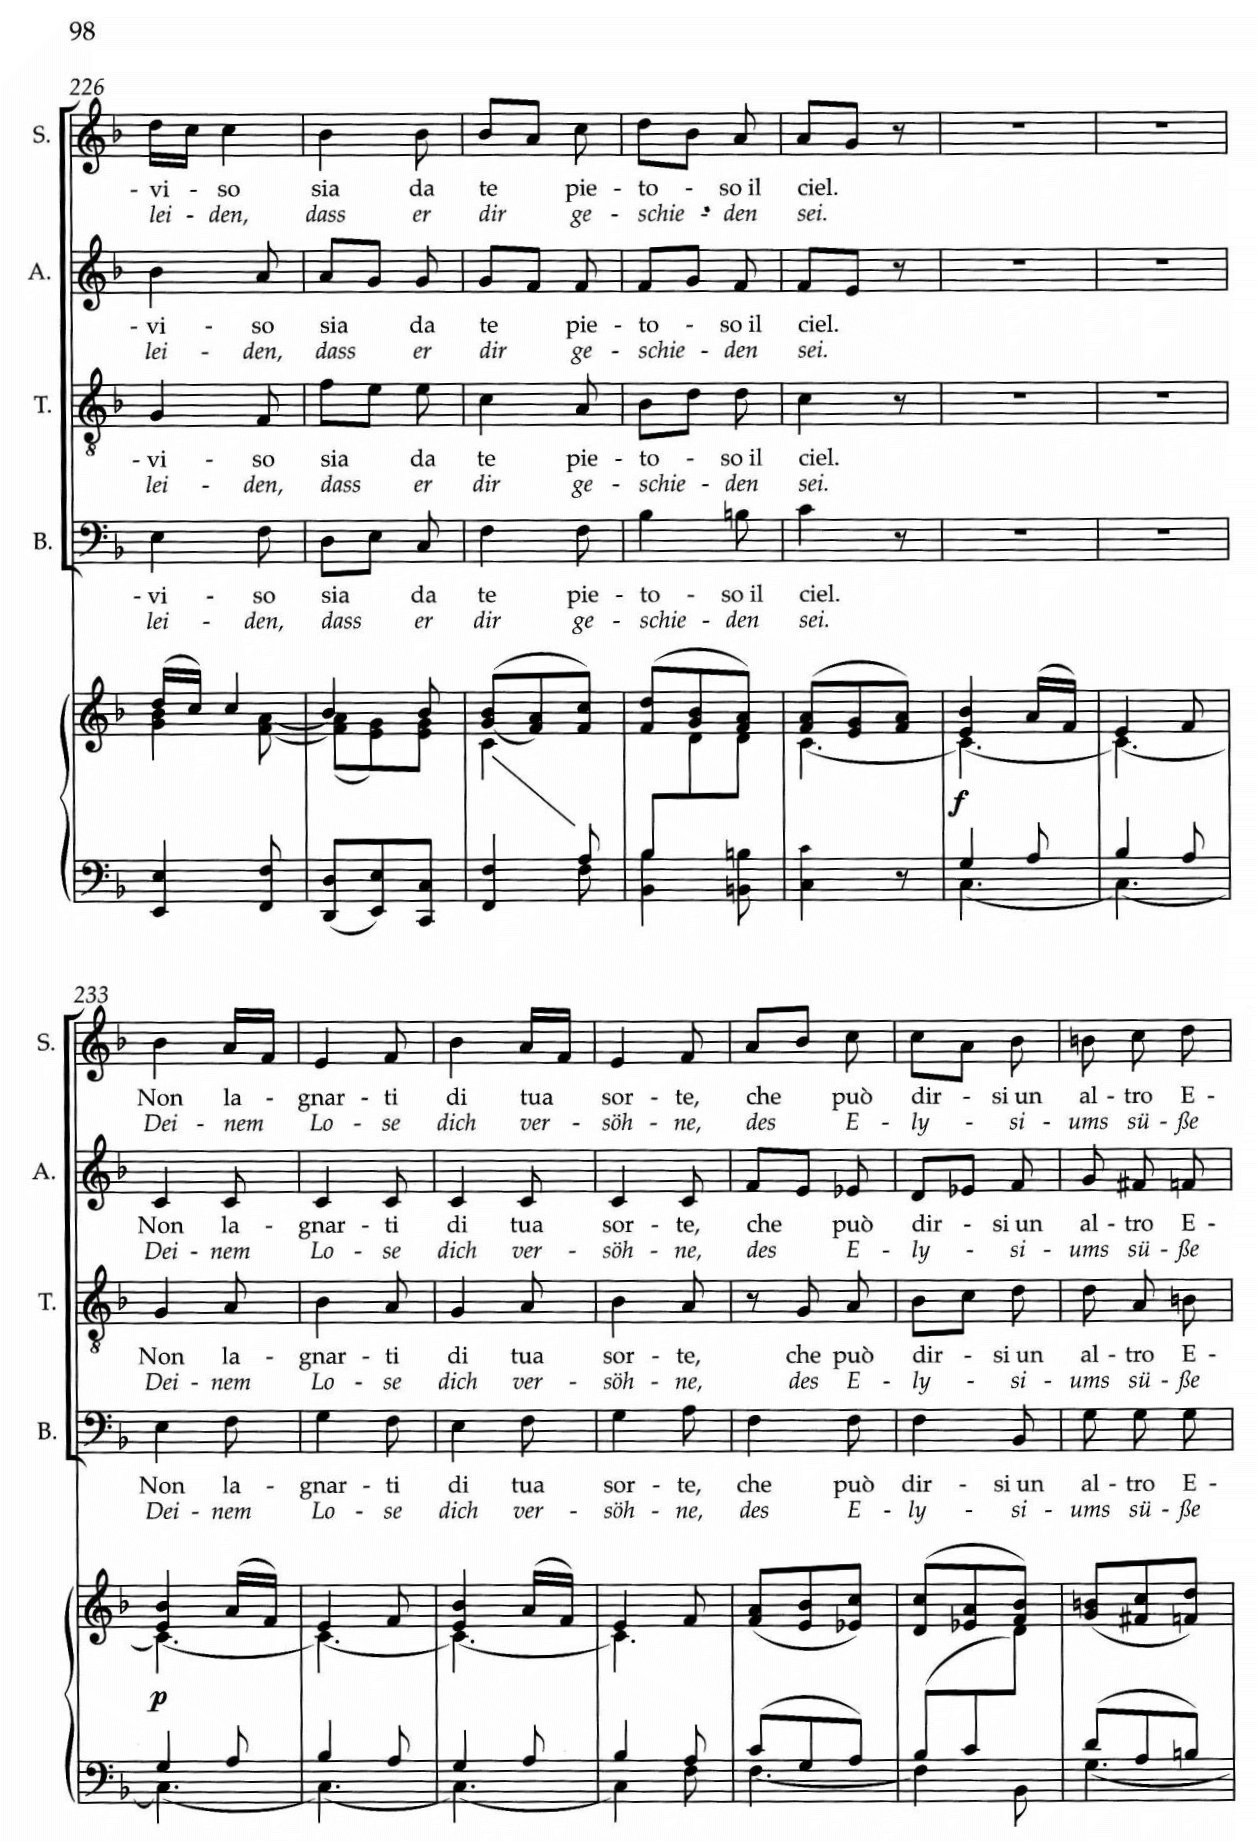 98
226
S.
- vi - so sia da te pie - to - so il ciel.
lei - den, dass er dir ge - schie - den sei.
A.
- vi - so sia da te pie - to - so il ciel.
lei - den, dass er dir ge - schie - den sei.
T.
- vi - so sia da te pie - to - so il ciel.
lei - den, dass er dir ge - schie - den sei.
B.
- vi - so sia da te pie - to - so il ciel.
lei - den, dass er dir ge - schie - den sei.
f
233
S.
Non la - gnar - ti di tua sor - te, che può dir - si un al - tro E -
Dei - nem Lo - se dich ver - söh - ne, des E - ly - si - ums sü - ße
A.
Non la - gnar - ti di tua sor - te, che può dir - si un al - tro E -
Dei - nem Lo - se dich ver - söh - ne, des E - ly - si - ums sü - ße
T.
Non la - gnar - ti di tua sor - te, che può dir - si un al - tro E -
Dei - nem Lo - se dich ver - söh - ne, des E - ly - si - ums sü - ße
B.
Non la - gnar - ti di tua sor - te, che può dir - si un al - tro E -
Dei - nem Lo - se dich ver - söh - ne, des E - ly - si - ums sü - ße
p